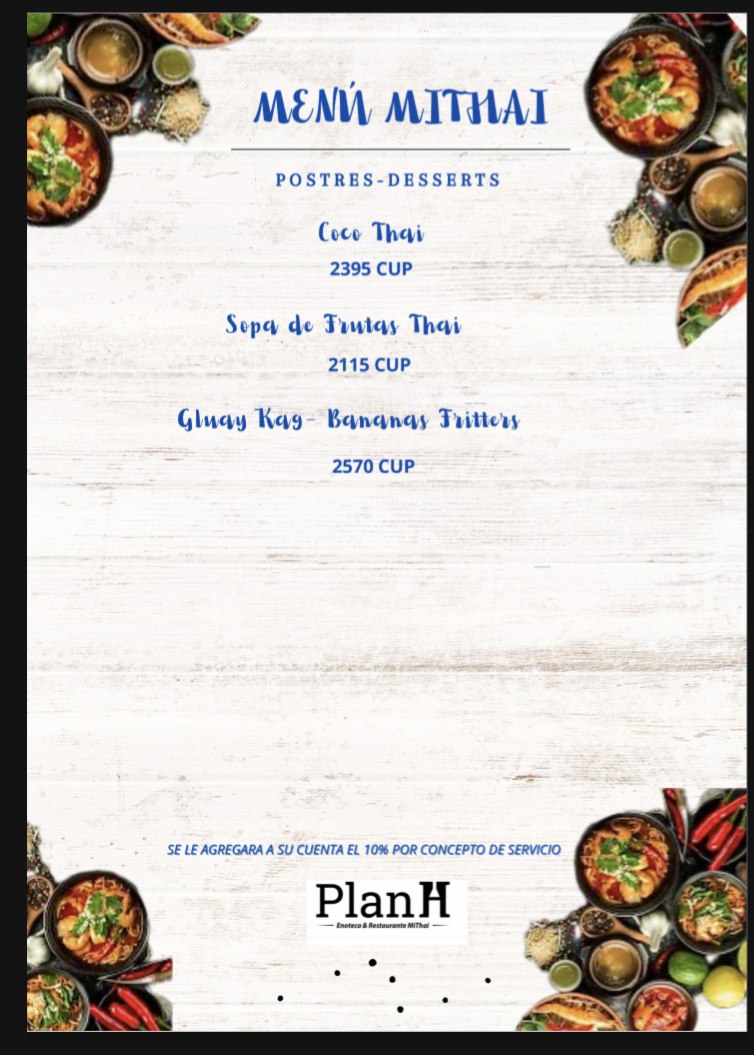 MENÚ MITHAI
POSTRES-DESSERTS
Coco Thai
2395 CUP
Sopa de Frutas Thai
2115 CUP
Gluay Kag- Bananas Fritters
2570 CUP
SE LE AGREGARA A SU CUENTA EL 10% POR CONCEPTO DE SERVICIO
PlanH
Enoteca & Restaurante MiThai